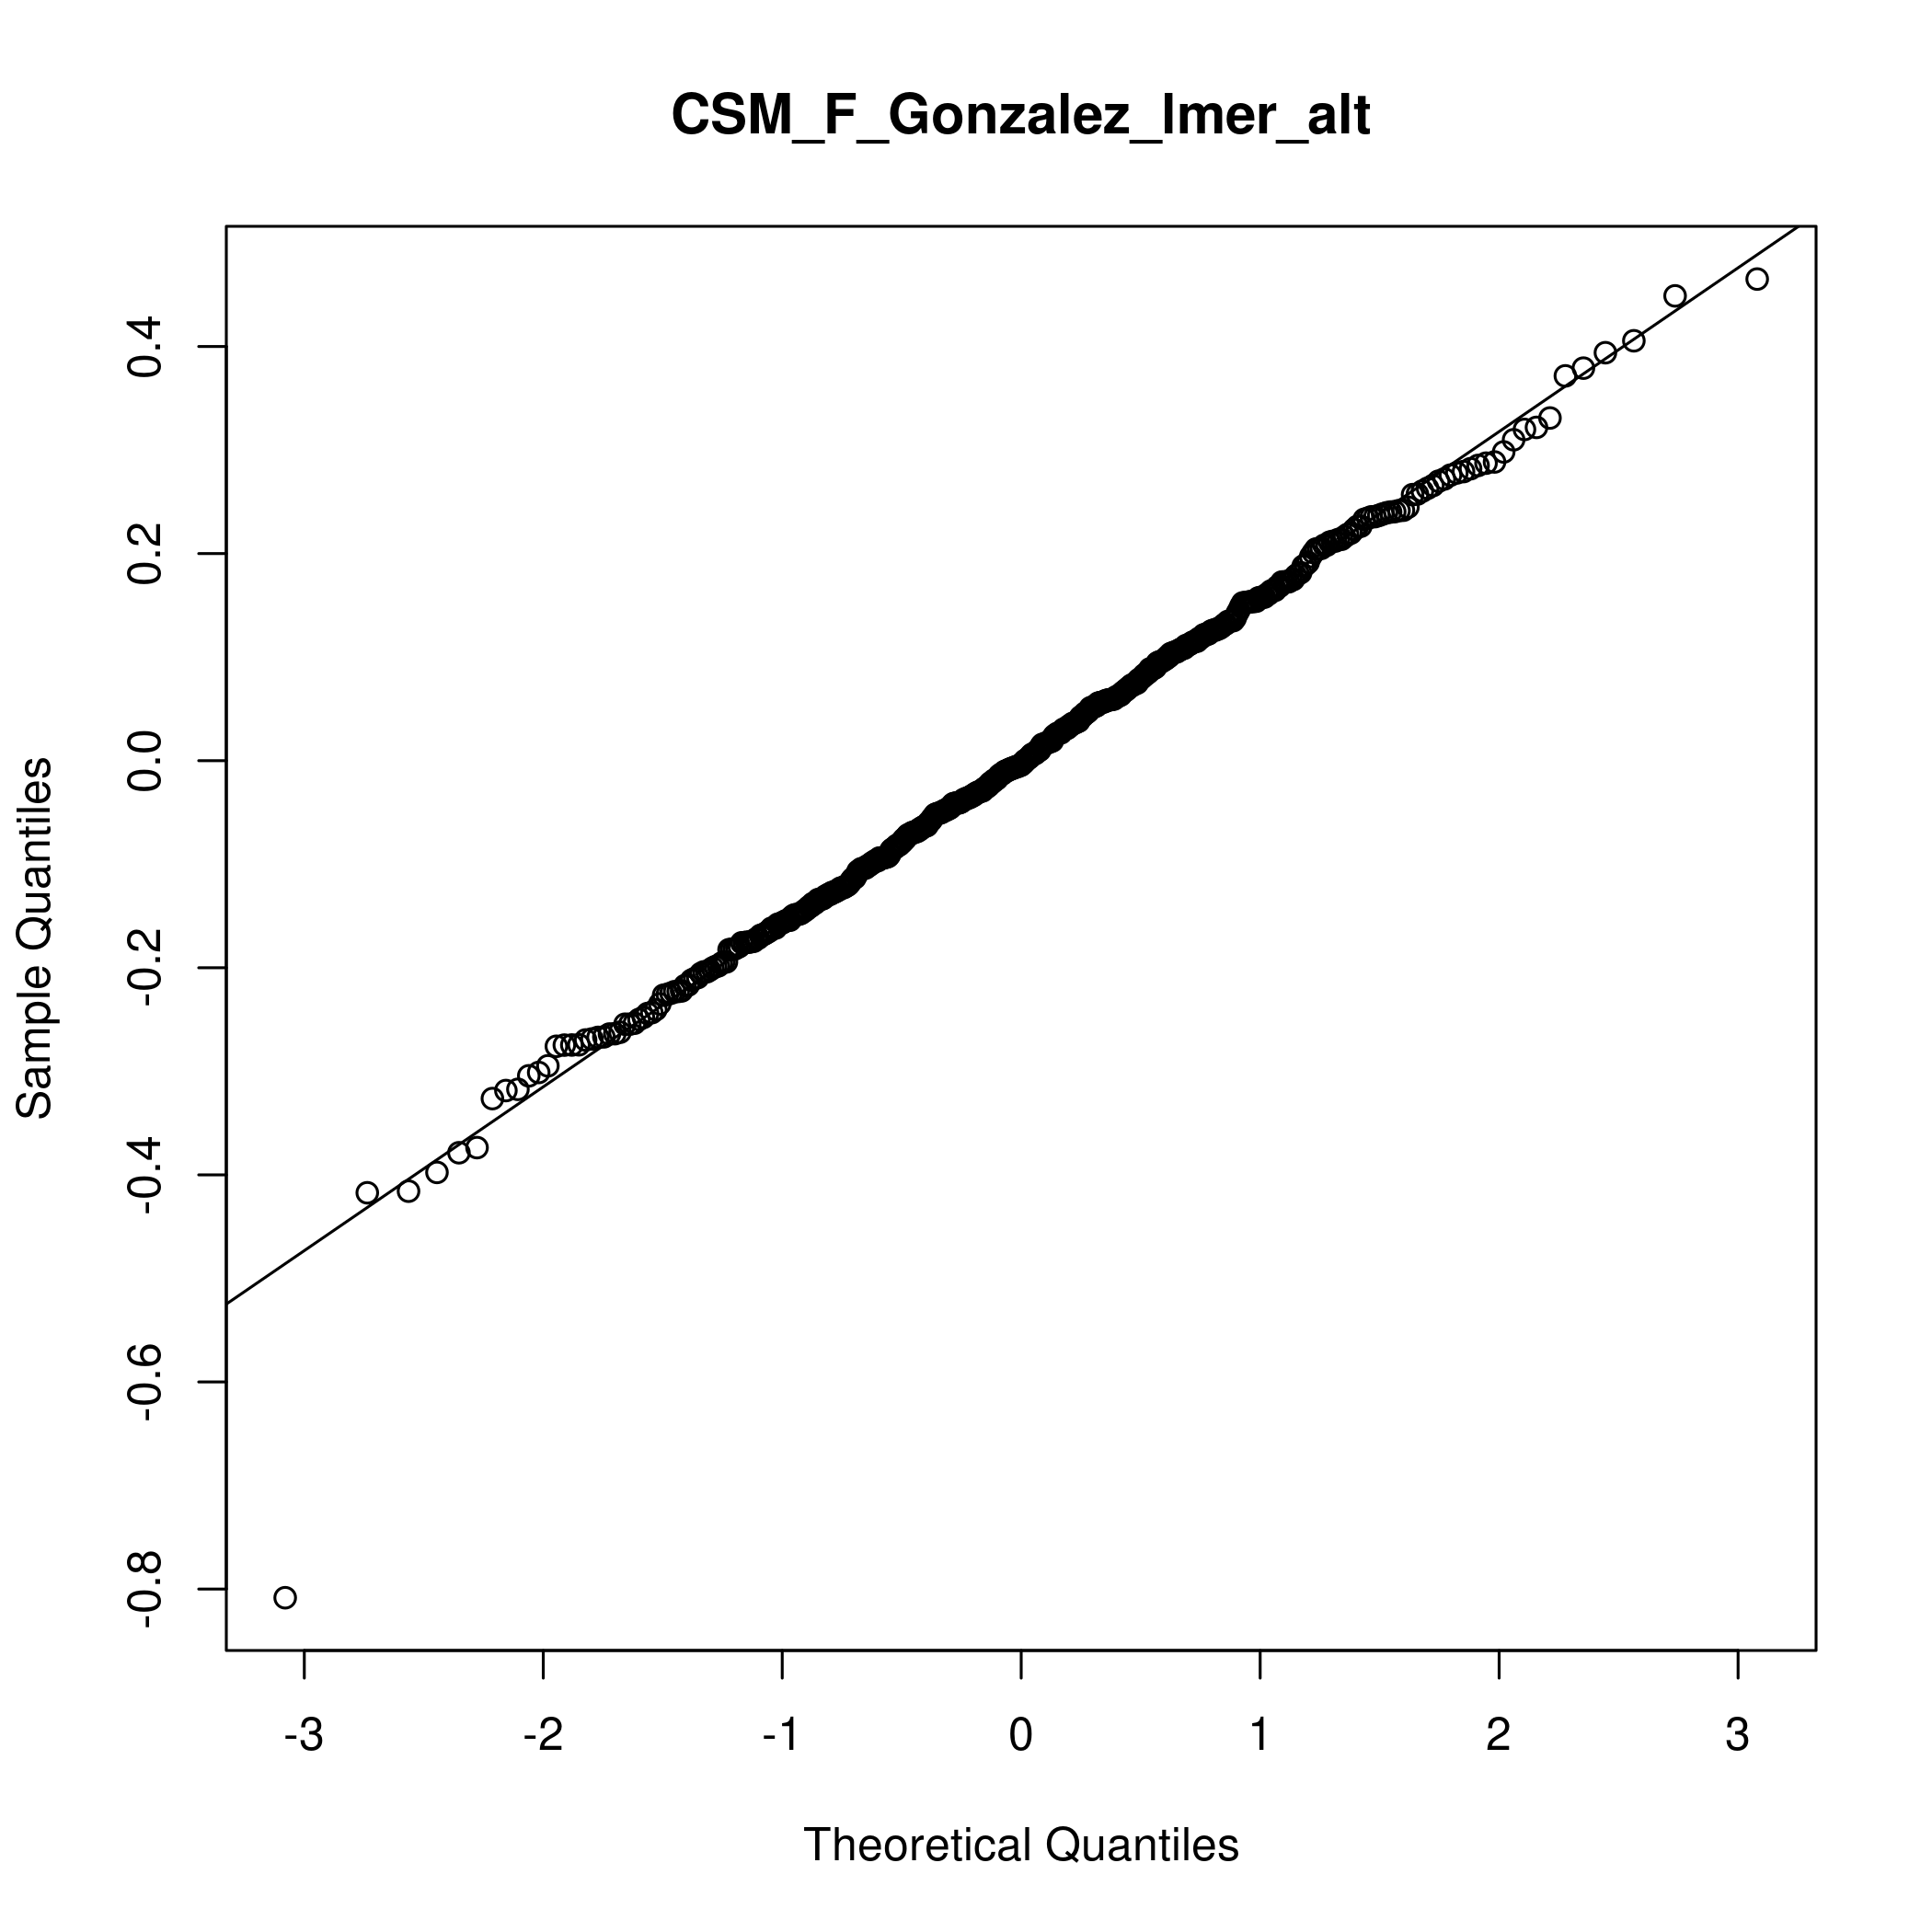 CSM_F_Gonzalez_lmer_alt
Sample Quantiles
0.4
0.2
0.0
-0.2
-0.4
-0.6
-0.8
-3 -2 -1 0 1 2 3
Theoretical Quantiles